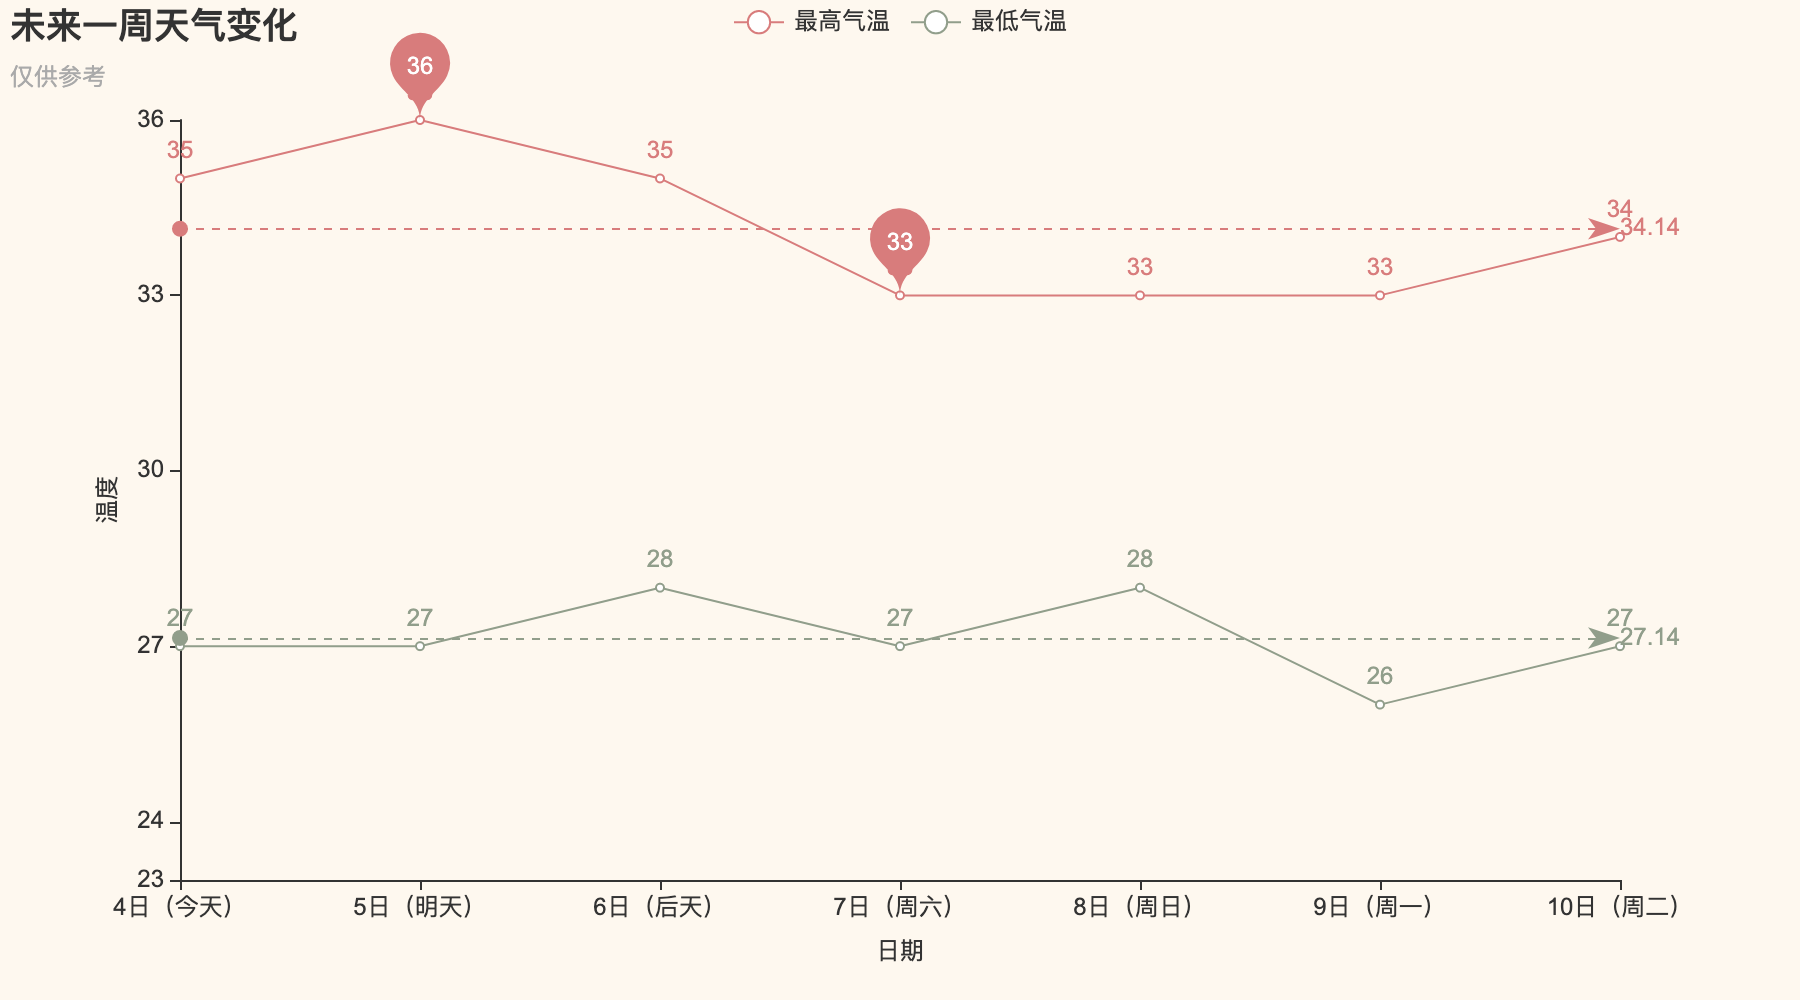 未来一周天气变化
仅供参考
最高气温
最低气温
36
35
36
35
33
33
33
34
34.14
33
30
温度
28
28
27
27
27
27
27.14
27
26
24
23
4日（今天）
5日（明天）
6日（后天）
7日（周六）
8日（周日）
9日（周一）
10日（周二）
日期